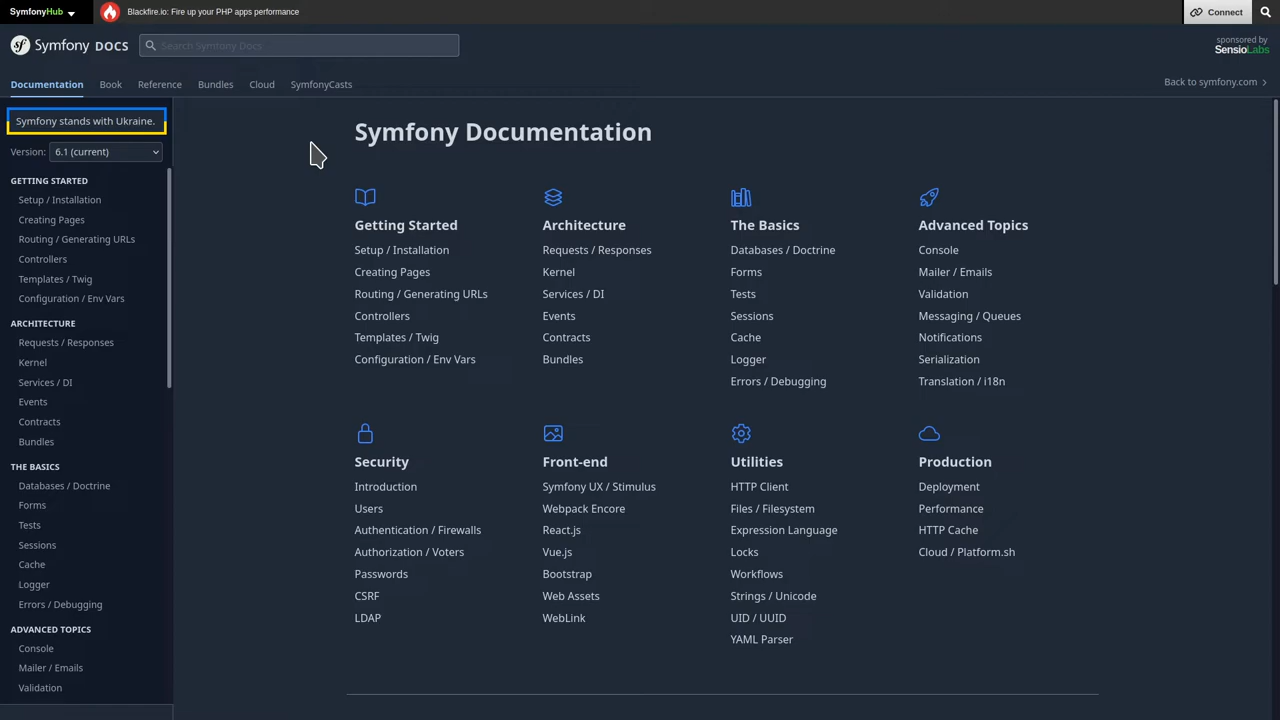 SymfonyHub
Blackfire.io: Fire up your PHP apps performance
Connect
sf Symfony DOCS
Search Symfony Docs
sponsored by
SensioLabs
Documentation Book Reference Bundles Cloud SymfonyCasts
Back to symfony.com
Symfony stands with Ukraine.
Version: 6.1 (current)
GETTING STARTED
Setup / Installation
Creating Pages
Routing / Generating URLs
Controllers
Templates / Twig
Configuration / Env Vars
ARCHITECTURE
Requests / Responses
Kernel
Services / DI
Events
Contracts
Bundles
THE BASICS
Databases / Doctrine
Forms
Tests
Sessions
Cache
Logger
Errors / Debugging
ADVANCED TOPICS
Console
Mailer / Emails
Validation
Symfony Documentation
Getting Started
Setup / Installation
Creating Pages
Routing / Generating URLs
Controllers
Templates / Twig
Configuration / Env Vars
Architecture
Requests / Responses
Kernel
Services / DI
Events
Contracts
Bundles
The Basics
Databases / Doctrine
Forms
Tests
Sessions
Cache
Logger
Errors / Debugging
Advanced Topics
Console
Mailer / Emails
Validation
Messaging / Queues
Notifications
Serialization
Translation / i18n
Security
Introduction
Users
Authentication / Firewalls
Authorization / Voters
Passwords
CSRF
LDAP
Front-end
Symfony UX / Stimulus
Webpack Encore
React.js
Vue.js
Bootstrap
Web Assets
WebLink
Utilities
HTTP Client
Files / Filesystem
Expression Language
Locks
Workflows
Strings / Unicode
UID / UUID
YAML Parser
Production
Deployment
Performance
HTTP Cache
Cloud / Platform.sh